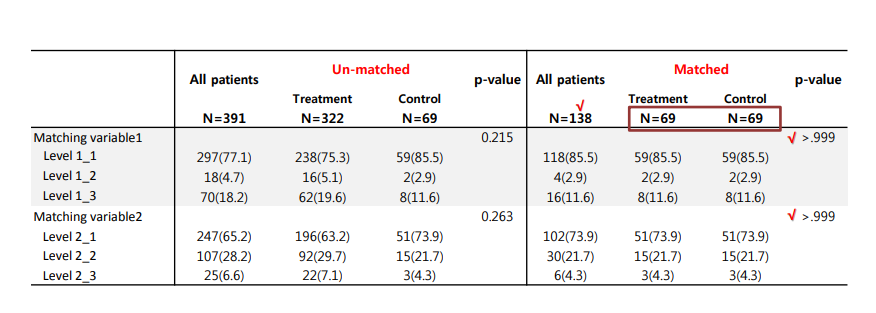 Un-matched Matched
All patients p-value All patients p-value
Treatment Control √ Treatment Control
N=391 N=322 N=69 N=138 N=69 N=69
Matching variable1 0.215 √ >.999
Level 1_1 297(77.1) 238(75.3) 59(85.5) 118(85.5) 59(85.5) 59(85.5)
Level 1_2 18(4.7) 16(5.1) 2(2.9) 4(2.9) 2(2.9) 2(2.9)
Level 1_3 70(18.2) 62(19.6) 8(11.6) 16(11.6) 8(11.6) 8(11.6)
Matching variable2 0.263 √ >.999
Level 2_1 247(65.2) 196(63.2) 51(73.9) 102(73.9) 51(73.9) 51(73.9)
Level 2_2 107(28.2) 92(29.7) 15(21.7) 30(21.7) 15(21.7) 15(21.7)
Level 2_3 25(6.6) 22(7.1) 3(4.3) 6(4.3) 3(4.3) 3(4.3)